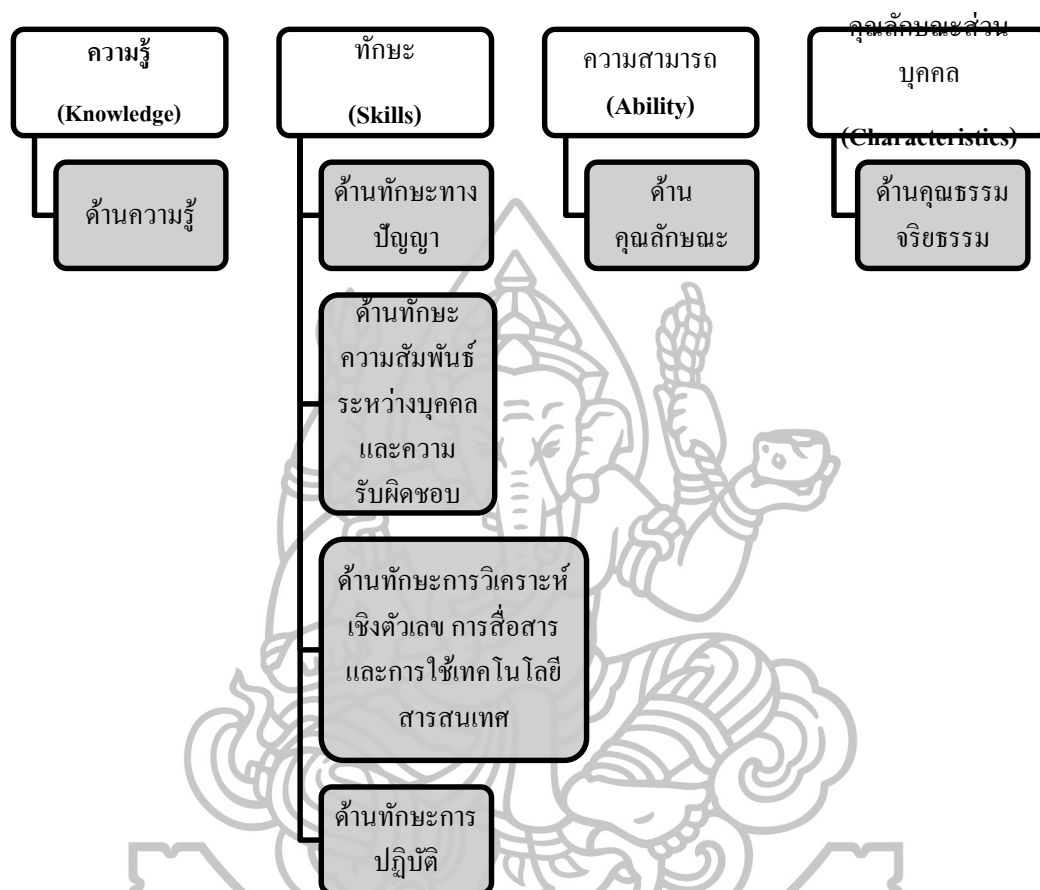 ความรู้
(Knowledge)
ด้านความรู้
ทักษะ
(Skills)
ด้านทักษะทาง
ปัญญา
ด้านทักษะ
ความสัมพันธ์
ระหว่างบุคคล
และความ
รับผิดชอบ
ด้านทักษะการวิเคราะห์
เชิงตัวเลข การสื่อสาร
และการใช้เทคโนโลยี
สารสนเทศ
ด้านทักษะการ
ปฏิบัติ
ความสามารถ
(Ability)
ด้าน
คุณลักษณะ
คุณลักษณะส่วน
บุคคล
(Characteristics)
ด้านคุณธรรม
จริยธรรม